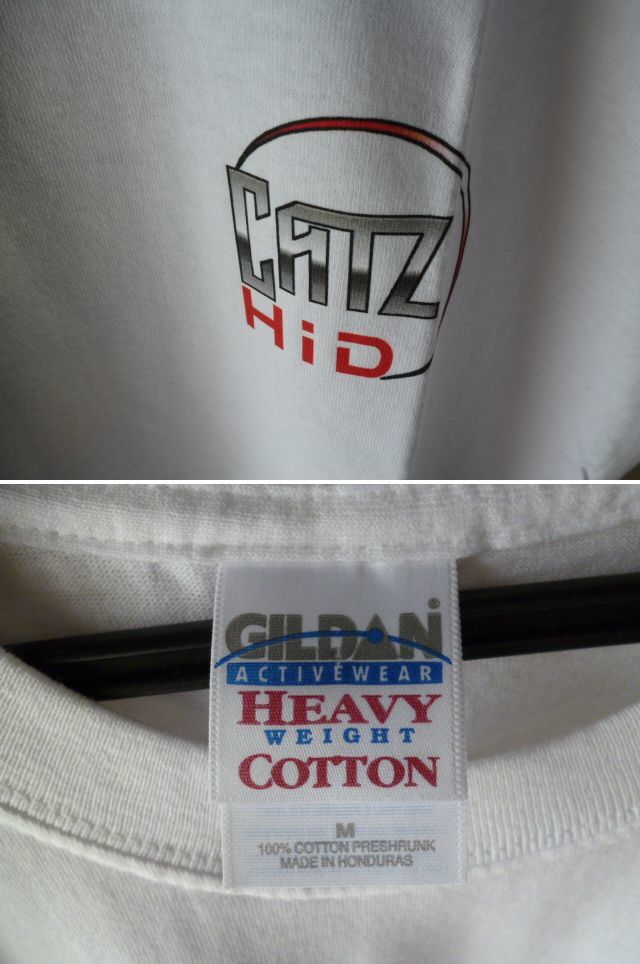 CATZ
HiD
GILDAN®
ACTIVEWEAR
HEAVY
WEIGHT
COTTON
M
100% COTTON PRESHRUNK
MADE IN HONDURAS